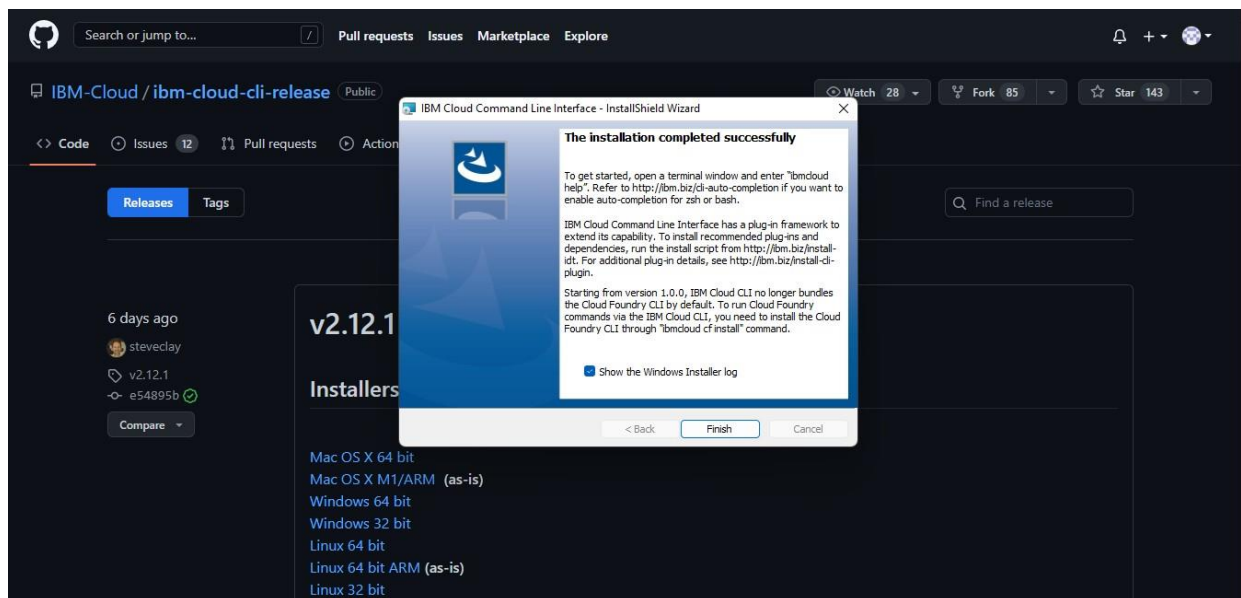 Search or jump to...
/
Pull requests Issues Marketplace Explore
IBM-Cloud / ibm-cloud-cli-release Public
Watch 28
Fork 85
Star 143
<> Code
Issues 12
Pull requests
Action
Releases
Tags
Find a release
6 days ago
steveclay
v2.12.1
e54895b
Compare
v2.12.1
Installers
Mac OS X 64 bit
Mac OS X M1/ARM (as-is)
Windows 64 bit
Windows 32 bit
Linux 64 bit
Linux 64 bit ARM (as-is)
Linux 32 bit
IBM Cloud Command Line Interface - InstallShield Wizard
The installation completed successfully
To get started, open a terminal window and enter "ibmcloud
help". Refer to http://ibm.biz/cli-auto-completion if you want to
enable auto-completion for zsh or bash.
IBM Cloud Command Line Interface has a plug-in framework to
extend its capability. To install recommended plug-ins and
dependencies, run the install script from http://ibm.biz/install-
idt. For additional plug-in details, see http://ibm.biz/install-cli-
plugin.
Starting from version 1.0.0, IBM Cloud CLI no longer bundles
the Cloud Foundry CLI by default. To run Cloud Foundry
commands via the IBM Cloud CLI, you need to install the Cloud
Foundry CLI through "ibmcloud cf install" command.
Show the Windows Installer log
< Back
Finish
Cancel